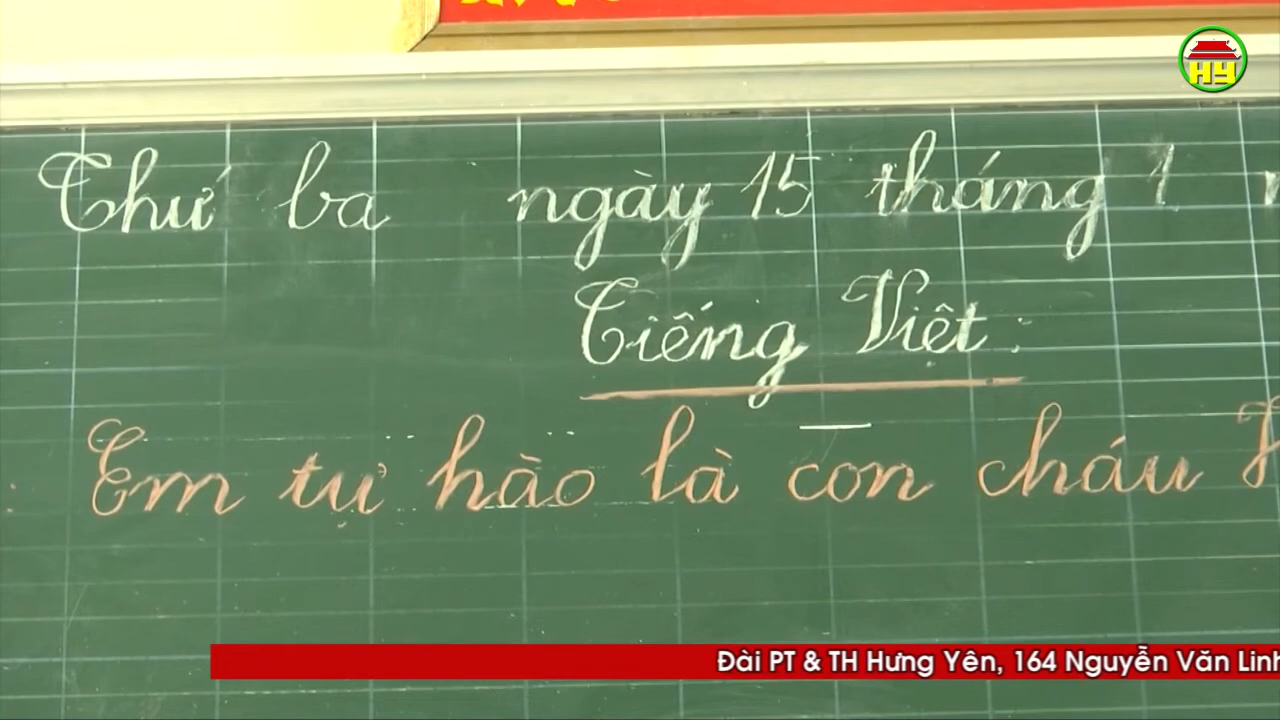 HY
Thứ ba ngày 15 tháng 1
Tiếng Việt:
Em tự hào là con cháu
Đài PT & TH Hưng Yên, 164 Nguyễn Văn Linh